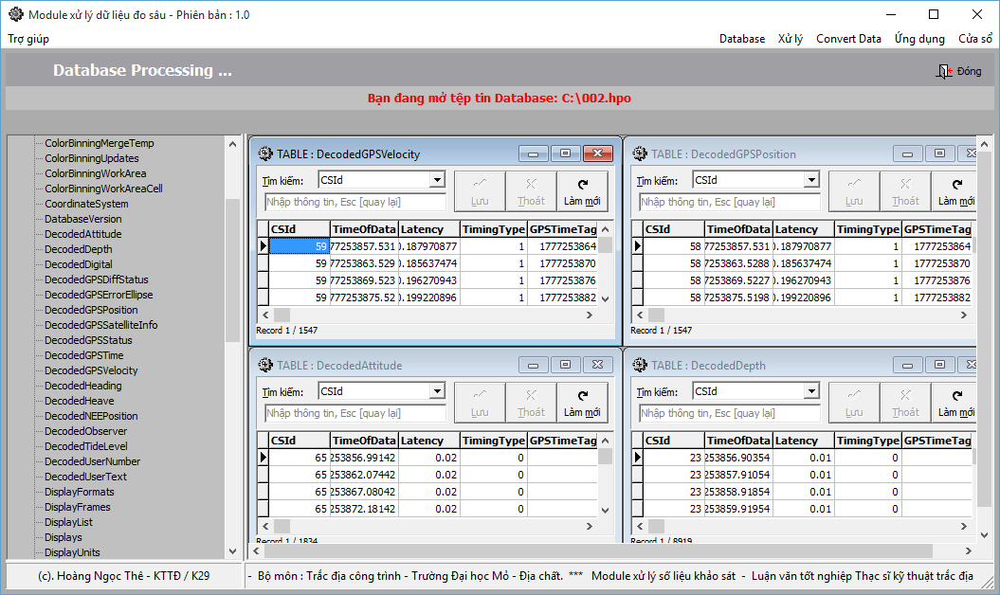 Module xử lý dữ liệu đo sâu - Phiên bản : 1.0
Trợ giúp Database Xử lý Convert Data Ứng dụng Cửa sổ
Database Processing ... Đóng
Bạn đang mở tệp tin Database: C:\002.hpo
ColorBinningMergeTemp
ColorBinningUpdates
ColorBinningWorkArea
ColorBinningWorkAreaCell
CoordinateSystem
DatabaseVersion
DecodedAttitude
DecodedDepth
DecodedDigital
DecodedGPSDiffStatus
DecodedGPSErrorEllipse
DecodedGPSPosition
DecodedGPSSatelliteInfo
DecodedGPSStatus
DecodedGPSTime
DecodedGPSVelocity
DecodedHeading
DecodedHeave
DecodedNEEPosition
DecodedObserver
DecodedTideLevel
DecodedUserNumber
DecodedUserText
DisplayFormats
DisplayFrames
DisplayList
Displays
DisplayUnits
TABLE : DecodedGPSVelocity
Tìm kiếm: CSId
Nhập thông tin, Esc [quay lại]
Lưu Thoát Làm mới
CSId TimeOfData Latency TimingType GPSTimeTag
59 77253857.531 ).187970877 1 1777253864
59 77253863.529 ).185637474 1 1777253870
59 77253869.523 ).196270943 1 1777253876
59 777253875.52 ).199220896 1 1777253882
Record 1 / 1547
TABLE : DecodedGPSPosition
Tìm kiếm: CSId
Nhập thông tin, Esc [quay lại]
Lưu Thoát Làm mới
CSId TimeOfData Latency TimingType GPSTimeTag
58 77253857.531 ).187970877 1 1777253864
58 7253863.5288 ).185637474 1 1777253870
58 7253869.5227 ).196270943 1 1777253876
58 7253875.5198 ).199220896 1 1777253882
Record 1 / 1547
TABLE : DecodedAttitude
Tìm kiếm: CSId
Nhập thông tin, Esc [quay lại]
Lưu Thoát Làm mới
CSId TimeOfData Latency TimingType GPSTimeTag
65 253856.99142 0.02 0
65 253862.07442 0.02 0
65 253867.08042 0.02 0
65 253872.18142 0.02 0
Record 1 / 1834
TABLE : DecodedDepth
Tìm kiếm: CSId
Nhập thông tin, Esc [quay lại]
Lưu Thoát Làm mới
CSId TimeOfData Latency TimingType GPSTimeTag
23 253856.90354 0.01 0
23 253857.91054 0.01 0
23 253858.91854 0.01 0
23 253859.91954 0.01 0
Record 1 / 8919
(c). Hoàng Ngọc Thê - KTTĐ / K29 - Bộ môn : Trắc địa công trình - Trường Đại học Mỏ - Địa chất. *** Module xử lý số liệu khảo sát - Luận văn tốt nghiệp Thạc sĩ kỹ thuật trắc địa